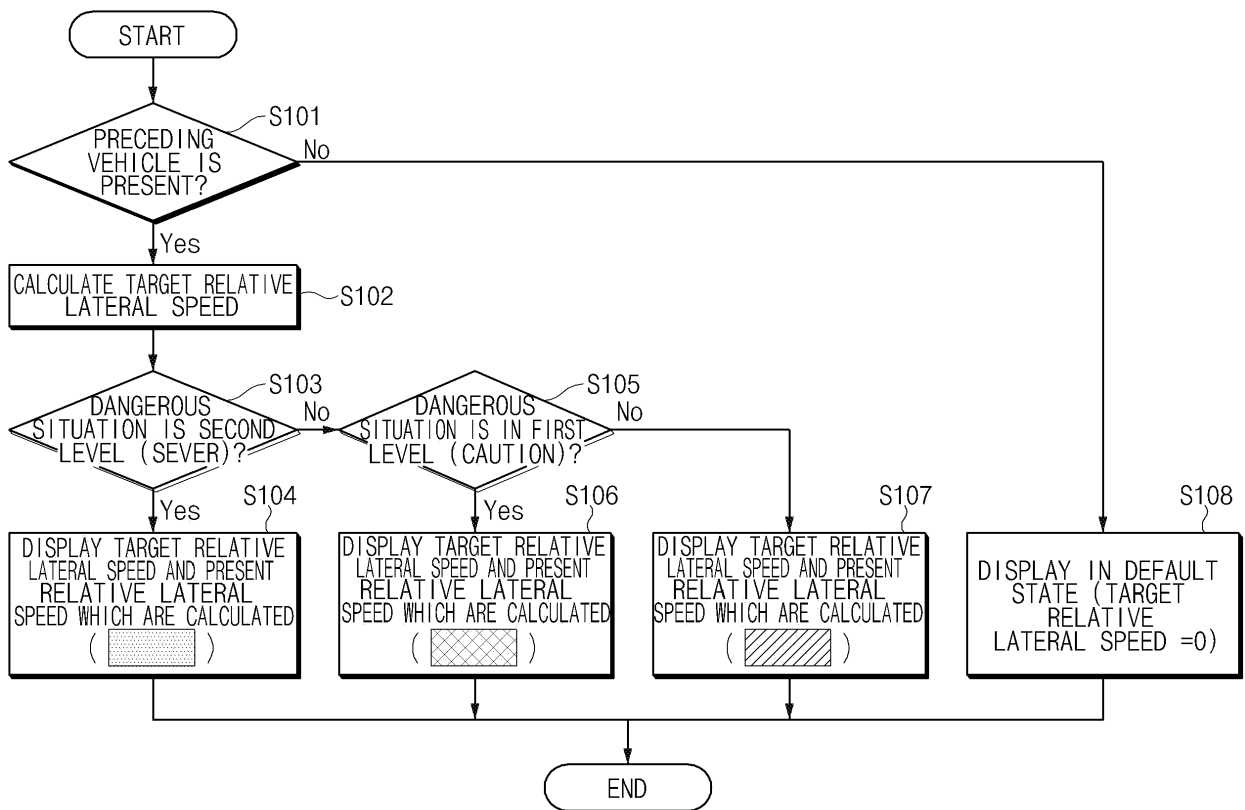 START
S101
PRECEDING
VEHICLE IS
PRESENT?
No
Yes
CALCULATE TARGET RELATIVE
LATERAL SPEED
S102
S103
DANGEROUS
SITUATION IS SECOND
LEVEL (SEVER)?
No
Yes
S105
DANGEROUS
SITUATION IS IN FIRST
LEVEL (CAUTION)?
No
Yes
S104
DISPLAY TARGET RELATIVE
LATERAL SPEED AND PRESENT
RELATIVE LATERAL
SPEED WHICH ARE CALCULATED
( )
S106
DISPLAY TARGET RELATIVE
LATERAL SPEED AND PRESENT
RELATIVE LATERAL
SPEED WHICH ARE CALCULATED
( )
S107
DISPLAY TARGET RELATIVE
LATERAL SPEED AND PRESENT
RELATIVE LATERAL
SPEED WHICH ARE CALCULATED
( )
S108
DISPLAY IN DEFAULT
STATE (TARGET
RELATIVE
LATERAL SPEED =0)
END